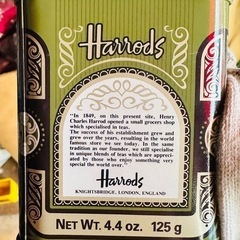 Harrods
"In 1849, on this present site, Henry
Charles Harrod opened a small grocers shop
which specialised in teas.
The success of his establishment grew and
grew over the years, resulting in the world
famous store we see today. In the same
tradition as our founder, we still specialise
in unique blends of teas which are appreci-
ated by those who enjoy something very
special the world over."
Harrods
KNIGHTSBRIDGE, LONDON, ENGLAND
NET WT. 4.4 oz. 125 g